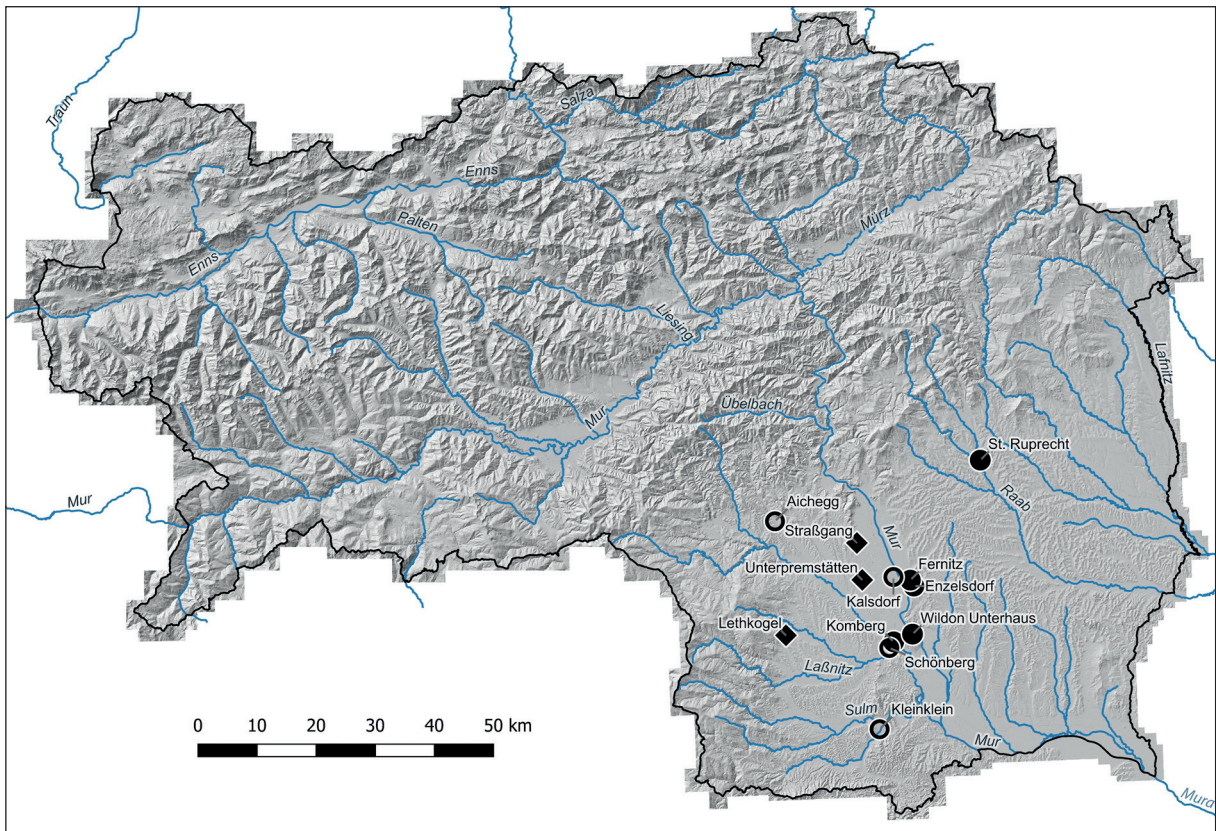 Traun
Salza
Enns
Palten
Mürz
Enns
Liesing
Lafnitz
Mur
Übelbach
St. Ruprecht
Mur
Aichegg
Raab
Straßgang
Mur
Unterpremstätten
Fernitz
Enzelsdorf
Kalsdorf
Lethkogel
Komberg
Wildon Unterhaus
Laßnitz
Schönberg
Sulm
Kleinklein
Mur
0 10 20 30 40 50 km
Mura